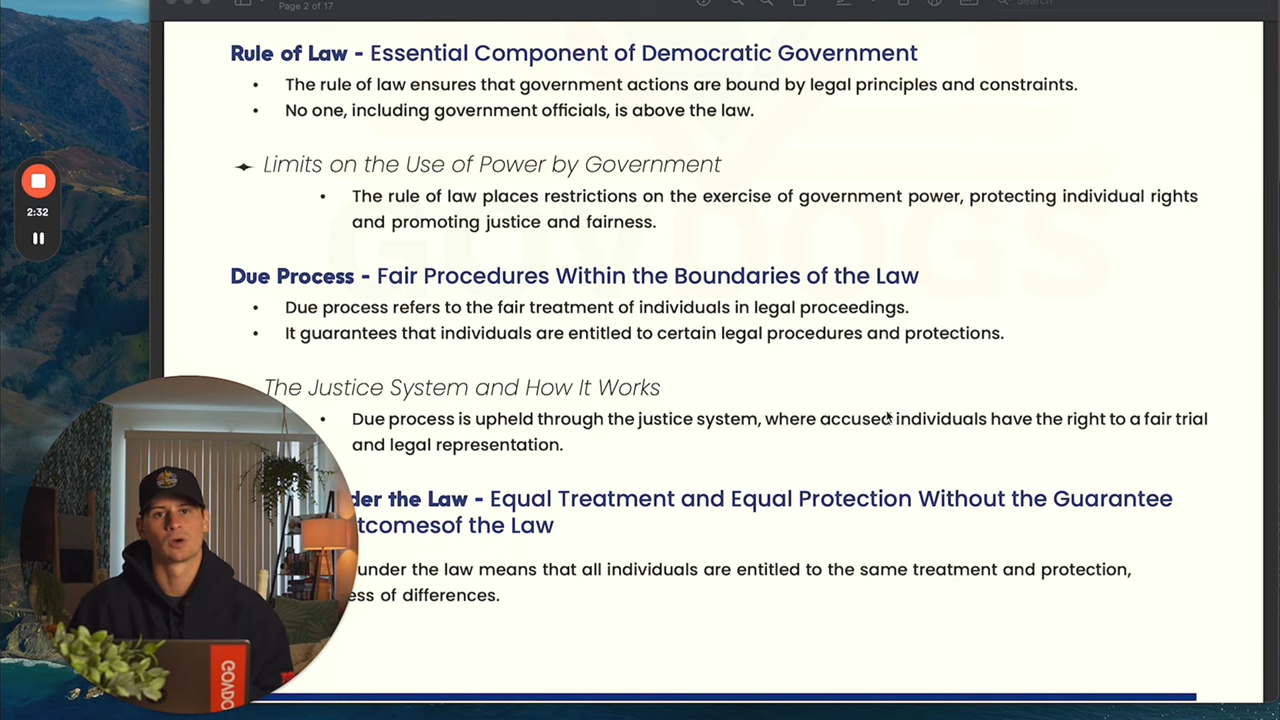 Page 2 of 17
Search
Rule of Law - Essential Component of Democratic Government
• The rule of law ensures that government actions are bound by legal principles and constraints.
• No one, including government officials, is above the law.
Limits on the Use of Power by Government
• The rule of law places restrictions on the exercise of government power, protecting individual rights
and promoting justice and fairness.
2:32
Due Process - Fair Procedures Within the Boundaries of the Law
• Due process refers to the fair treatment of individuals in legal proceedings.
• It guarantees that individuals are entitled to certain legal procedures and protections.
The Justice System and How It Works
• Due process is upheld through the justice system, where accused individuals have the right to a fair trial
and legal representation.
der the Law - Equal Treatment and Equal Protection Without the Guarantee
tcomesof the Law
under the law means that all individuals are entitled to the same treatment and protection,
ess of differences.
GOVDOGS